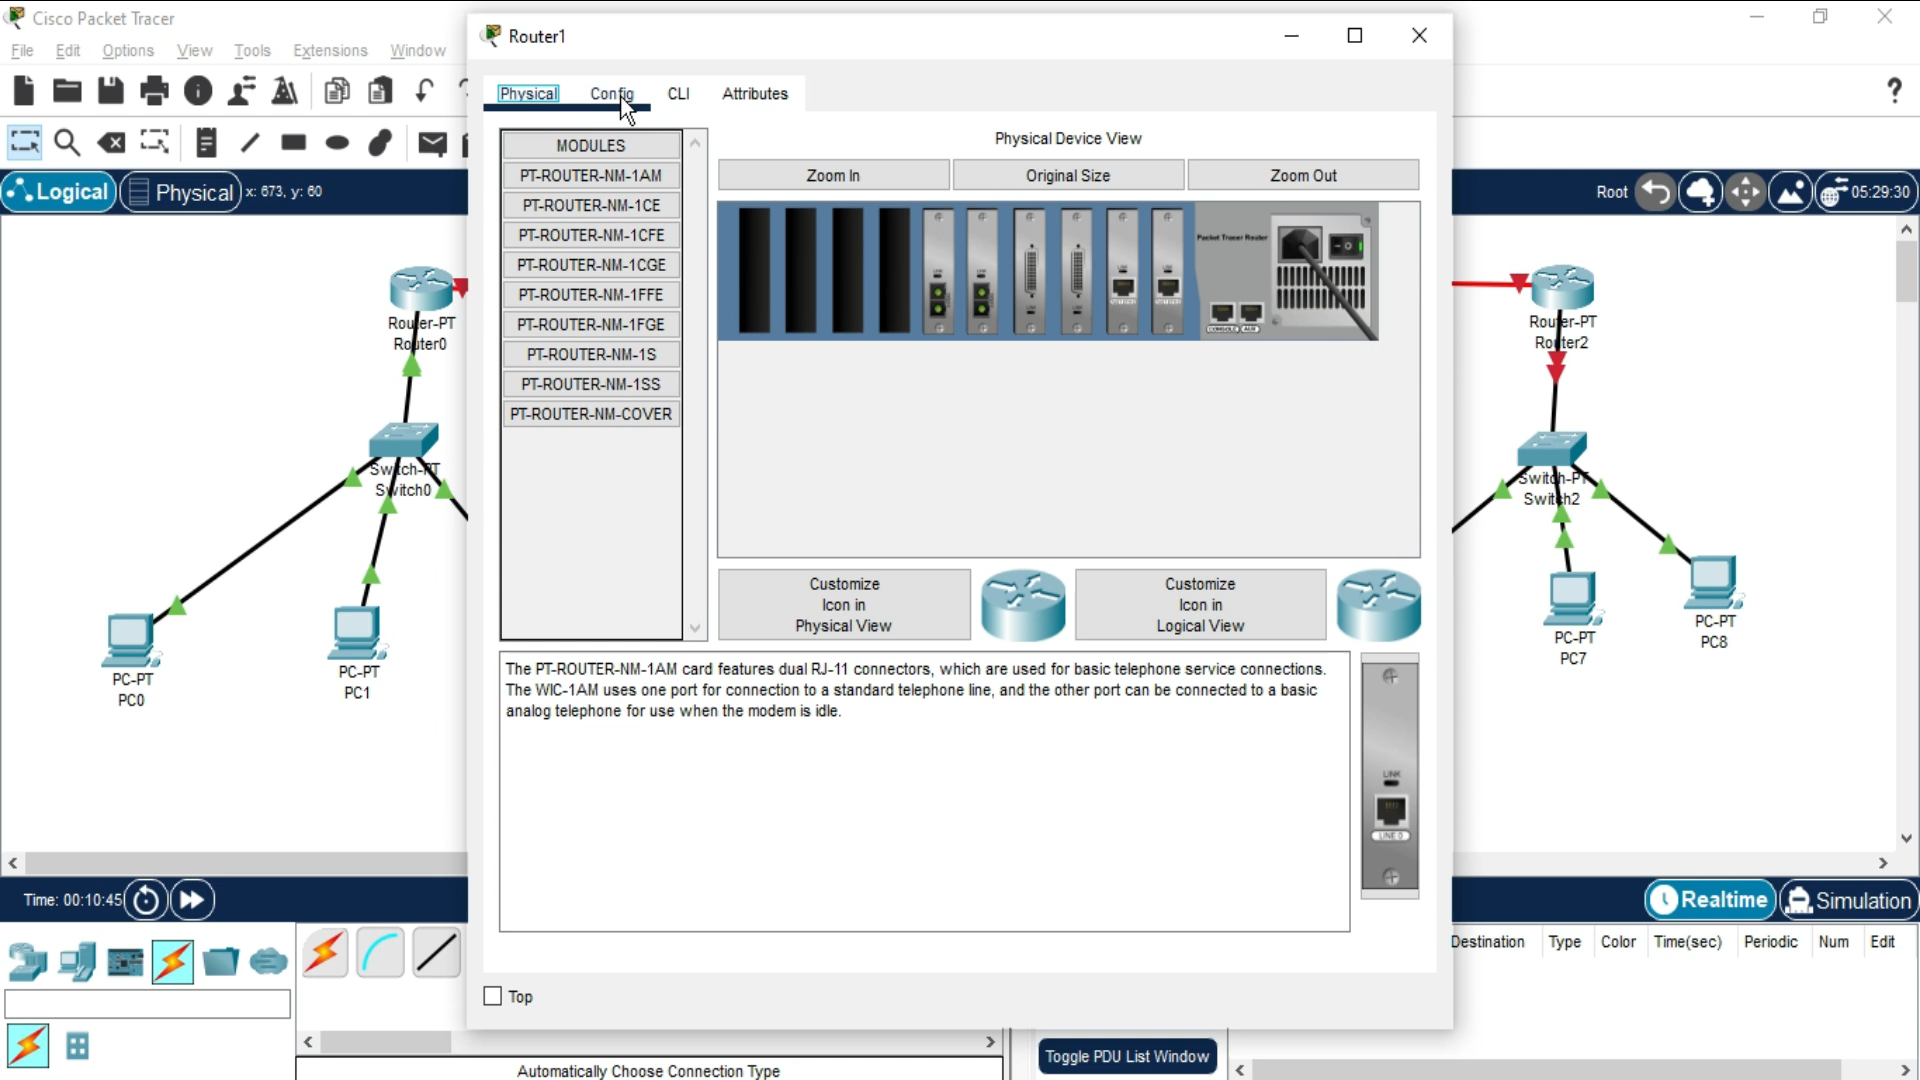 Cisco Packet Tracer
File Edit Options View Tools Extensions Window
Router1
Physical Config CLI Attributes
MODULES
PT-ROUTER-NM-1AM
PT-ROUTER-NM-1CE
PT-ROUTER-NM-1CFE
PT-ROUTER-NM-1CGE
PT-ROUTER-NM-1FFE
PT-ROUTER-NM-1FGE
PT-ROUTER-NM-1S
PT-ROUTER-NM-1SS
PT-ROUTER-NM-COVER
Physical Device View
Zoom In Original Size Zoom Out
Packet Tracer Router
CONSOLE AUX
Customize
Icon in
Physical View
Customize
Icon in
Logical View
The PT-ROUTER-NM-1AM card features dual RJ-11 connectors, which are used for basic telephone service connections.
The WIC-1AM uses one port for connection to a standard telephone line, and the other port can be connected to a basic
analog telephone for use when the modem is idle.
LINK
LINE 0
Top
Logical Physical x: 673, y: 60
Root 05:29:30
Router-PT
Router0
Switch-PT
Switch0
PC-PT
PC0
PC-PT
PC1
Router-PT
Router2
Switch-PT
Switch2
PC-PT
PC7
PC-PT
PC8
Time: 00:10:45
Realtime Simulation
Destination Type Color Time(sec) Periodic Num Edit
Toggle PDU List Window
Automatically Choose Connection Type